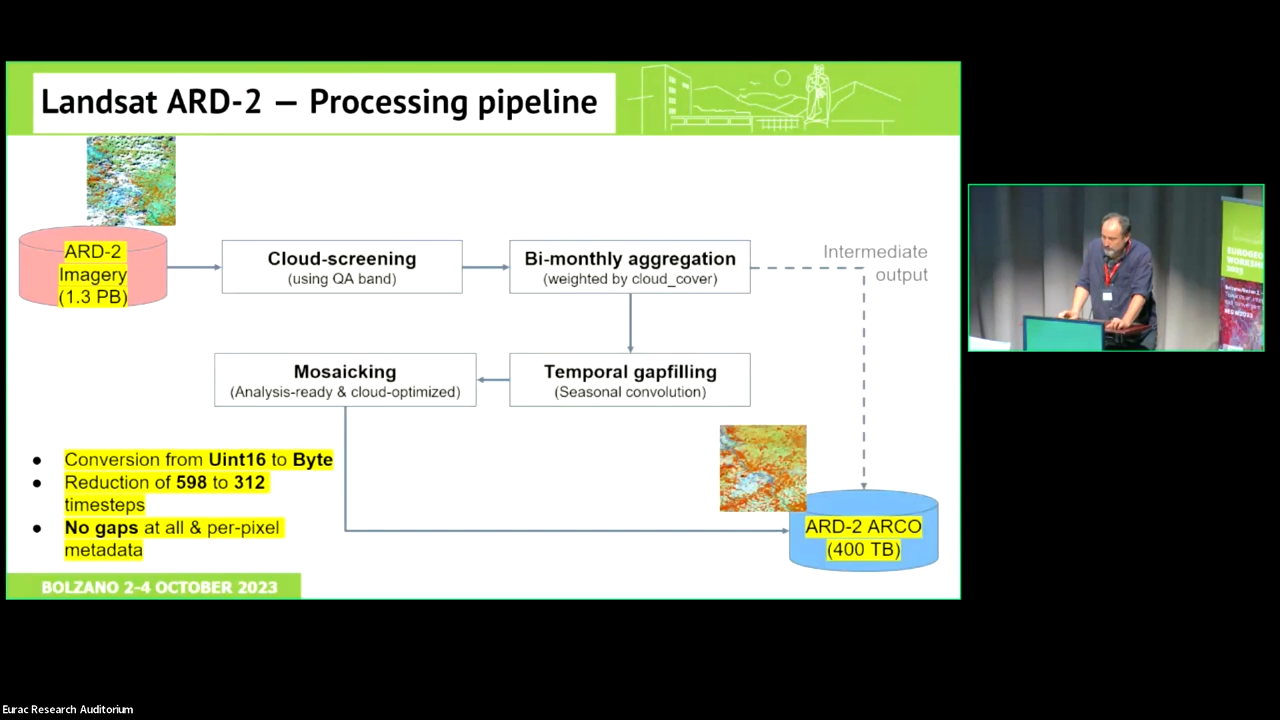 Landsat ARD-2 — Processing pipeline
ARD-2
Imagery
(1.3 PB)
Cloud-screening
(using QA band)
Bi-monthly aggregation
(weighted by cloud_cover)
Intermediate
output
Mosaicking
(Analysis-ready & cloud-optimized)
Temporal gapfilling
(Seasonal convolution)
● Conversion from Uint16 to Byte
● Reduction of 598 to 312
timesteps
● No gaps at all & per-pixel
metadata
ARD-2 ARCO
(400 TB)
BOLZANO 2-4 OCTOBER 2023
2023
Eurac Research Auditorium